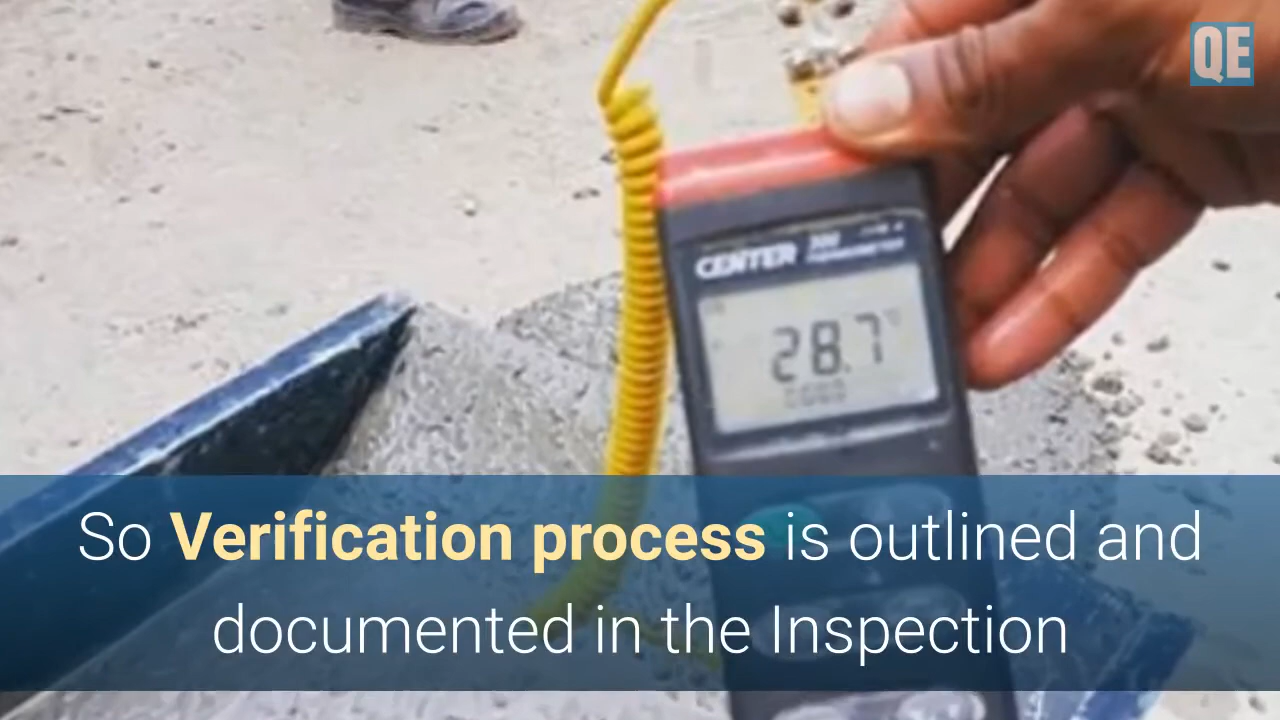 QE
CENTER
28.7
So Verification process is outlined and
documented in the Inspection